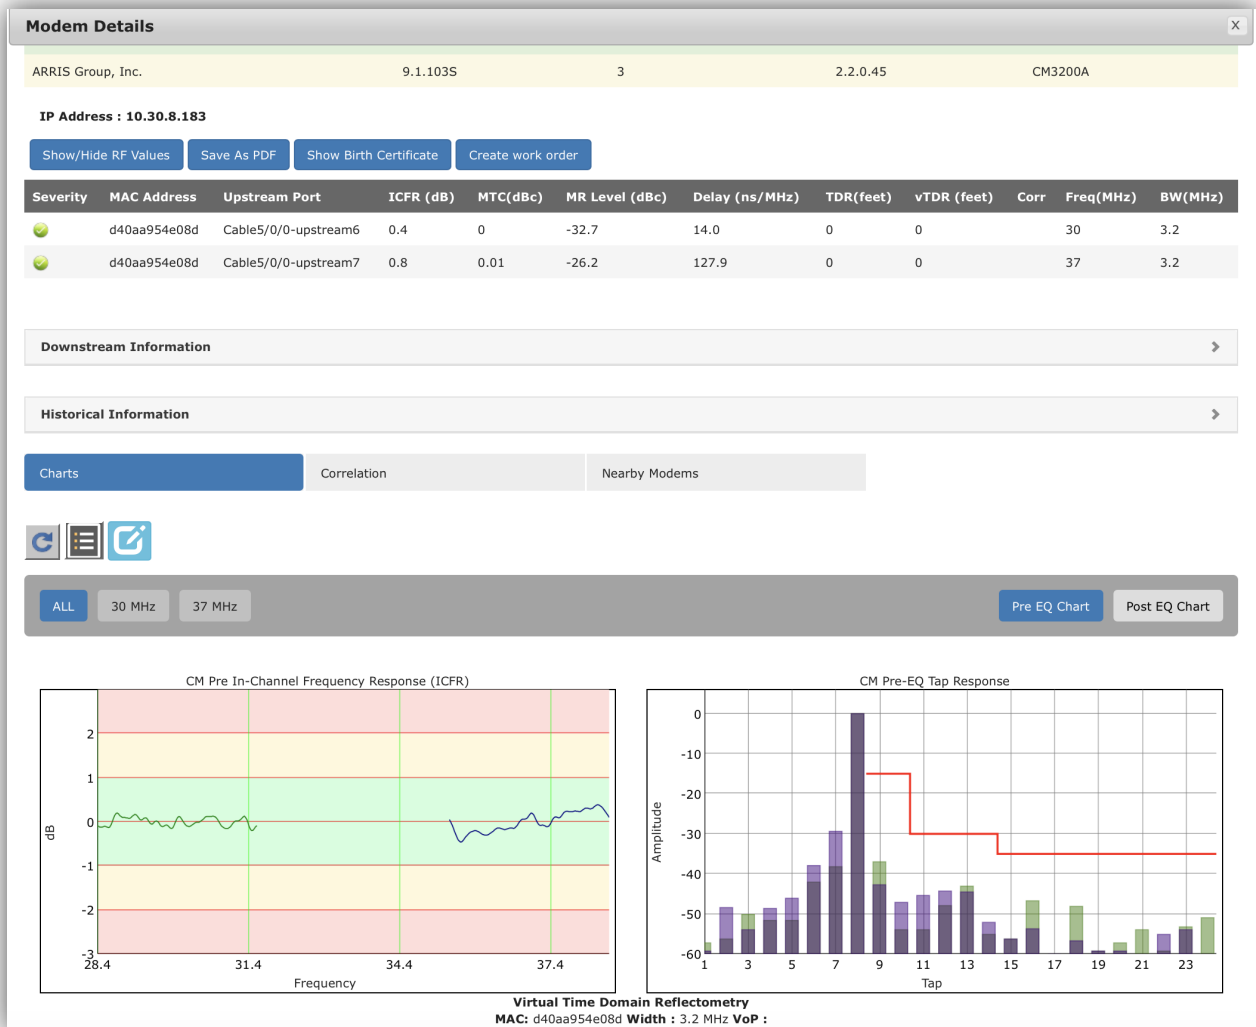 Modem Details
X
ARRIS Group, Inc. 9.1.103S 3 2.2.0.45 CM3200A
IP Address : 10.30.8.183
Show/Hide RF Values Save As PDF Show Birth Certificate Create work order
Severity MAC Address Upstream Port ICFR (dB) MTC(dBc) MR Level (dBc) Delay (ns/MHz) TDR(feet) vTDR (feet) Corr Freq(MHz) BW(MHz)
d40aa954e08d Cable5/0/0-upstream6 0.4 0 -32.7 14.0 0 0 30 3.2
d40aa954e08d Cable5/0/0-upstream7 0.8 0.01 -26.2 127.9 0 0 37 3.2
Downstream Information
Historical Information
Charts Correlation Nearby Modems
ALL 30 MHz 37 MHz Pre EQ Chart Post EQ Chart
CM Pre In-Channel Frequency Response (ICFR)
dB
2
1
0
-1
-2
-3
28.4 31.4 34.4 37.4
Frequency
CM Pre-EQ Tap Response
Amplitude
0
-10
-20
-30
-40
-50
-60
1 3 5 7 9 11 13 15 17 19 21 23
Tap
Virtual Time Domain Reflectometry
MAC: d40aa954e08d Width : 3.2 MHz VoP :